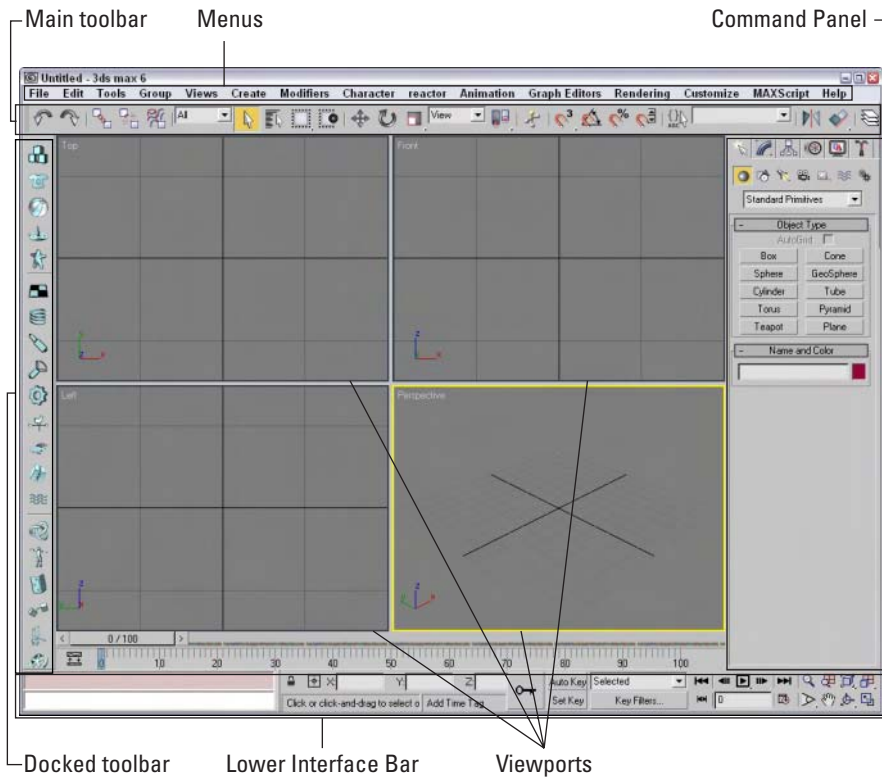 Main toolbar Menus Command Panel
Untitled - 3ds max 6
File Edit Tools Group Views Create Modifiers Character reactor Animation Graph Editors Rendering Customize MAXScript Help
All View
Top Front
Standard Primitives
- Object Type
AutoGrid
Box Cone
Sphere GeoSphere
Cylinder Tube
Torus Pyramid
Teapot Plane
- Name and Color
Left Perspective
< 0 / 100 >
0 10 20 30 40 50 60 70 80 90 100
X: Y: Z: Auto Key Selected
Click or click-and-drag to select o Add Time Tag Set Key Key Filters... 0
Docked toolbar Lower Interface Bar Viewports